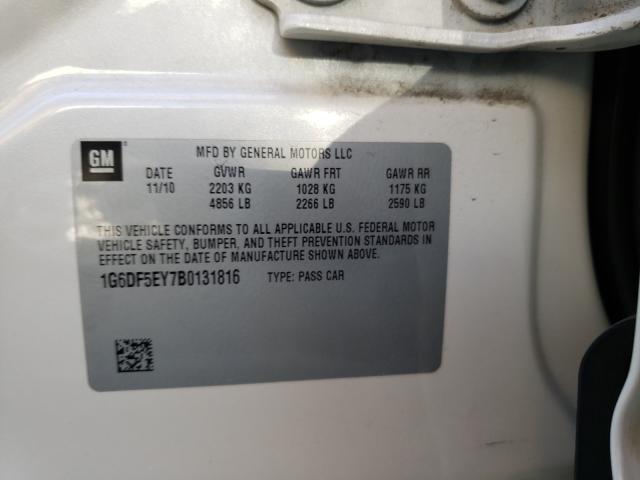 GM
MFD BY GENERAL MOTORS LLC
DATE GVWR GAWR FRT GAWR RR
11/10 2203 KG 1028 KG 1175 KG
4856 LB 2266 LB 2590 LB
THIS VEHICLE CONFORMS TO ALL APPLICABLE U.S. FEDERAL MOTOR
VEHICLE SAFETY, BUMPER, AND THEFT PREVENTION STANDARDS IN
EFFECT ON THE DATE OF MANUFACTURE SHOWN ABOVE.
1G6DF5EY7B0131816 TYPE: PASS CAR